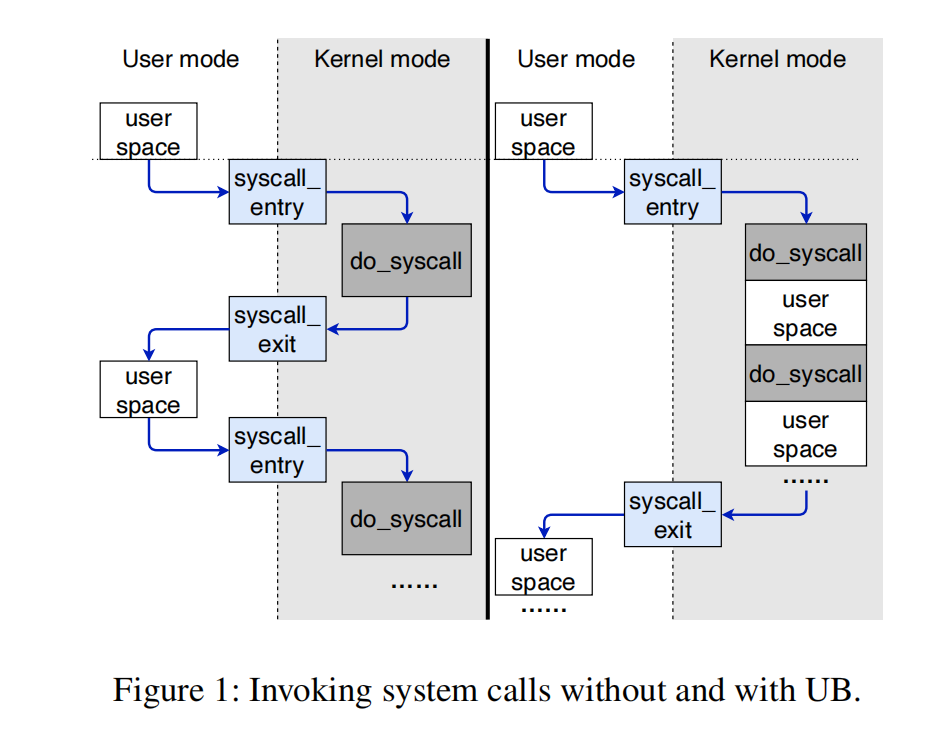 User mode
Kernel mode
user
space
syscall_
entry
do_syscall
syscall_
exit
user
space
syscall_
entry
do_syscall
......
User mode
Kernel mode
user
space
syscall_
entry
do_syscall
user
space
do_syscall
user
space
......
syscall_
exit
user
space
......
Figure 1: Invoking system calls without and with UB.